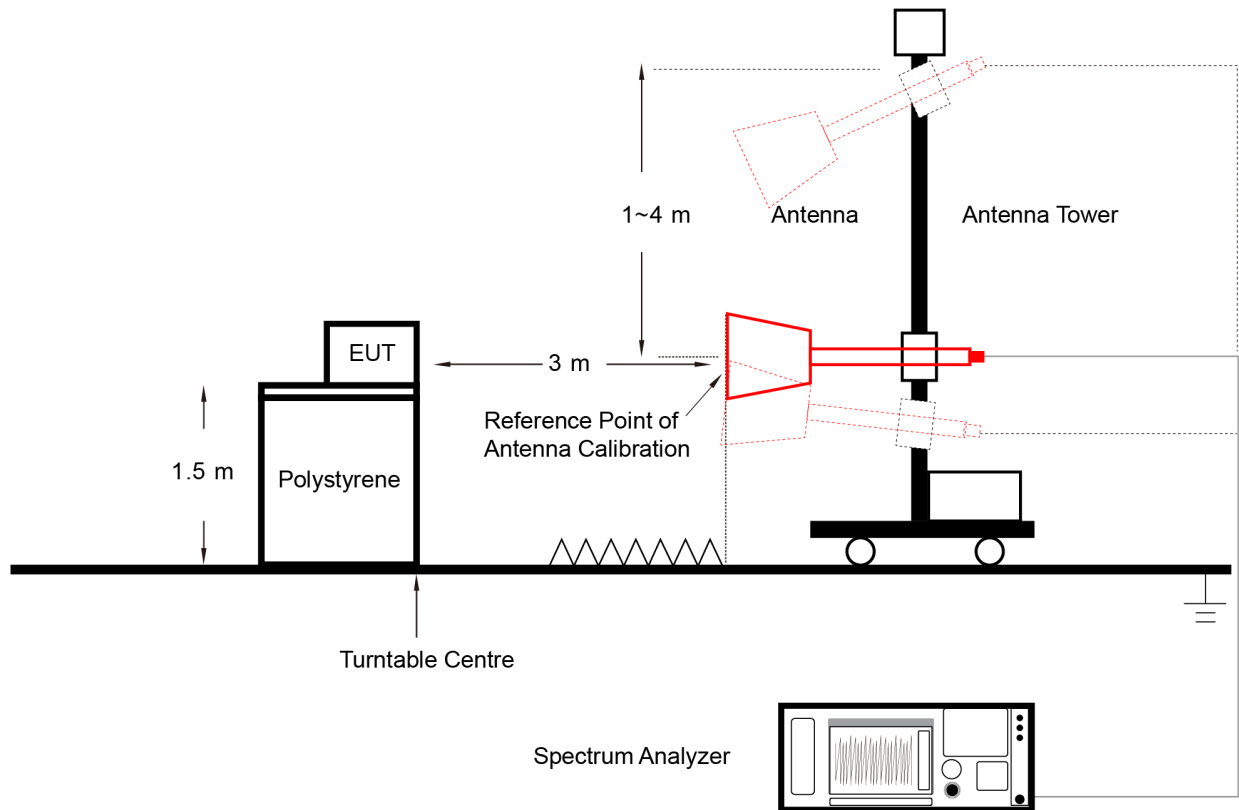 1~4 m
Antenna
Antenna Tower
EUT
3 m
Reference Point of
Antenna Calibration
1.5 m
Polystyrene
Turntable Centre
Spectrum Analyzer